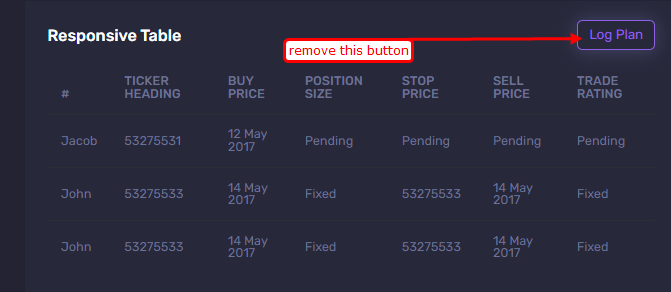 Responsive Table
Log Plan
remove this button
# TICKER HEADING BUY PRICE POSITION SIZE STOP PRICE SELL PRICE TRADE RATING
Jacob 53275531 12 May 2017 Pending Pending Pending Pending
John 53275533 14 May 2017 Fixed 53275533 14 May 2017 Fixed
John 53275533 14 May 2017 Fixed 53275533 14 May 2017 Fixed